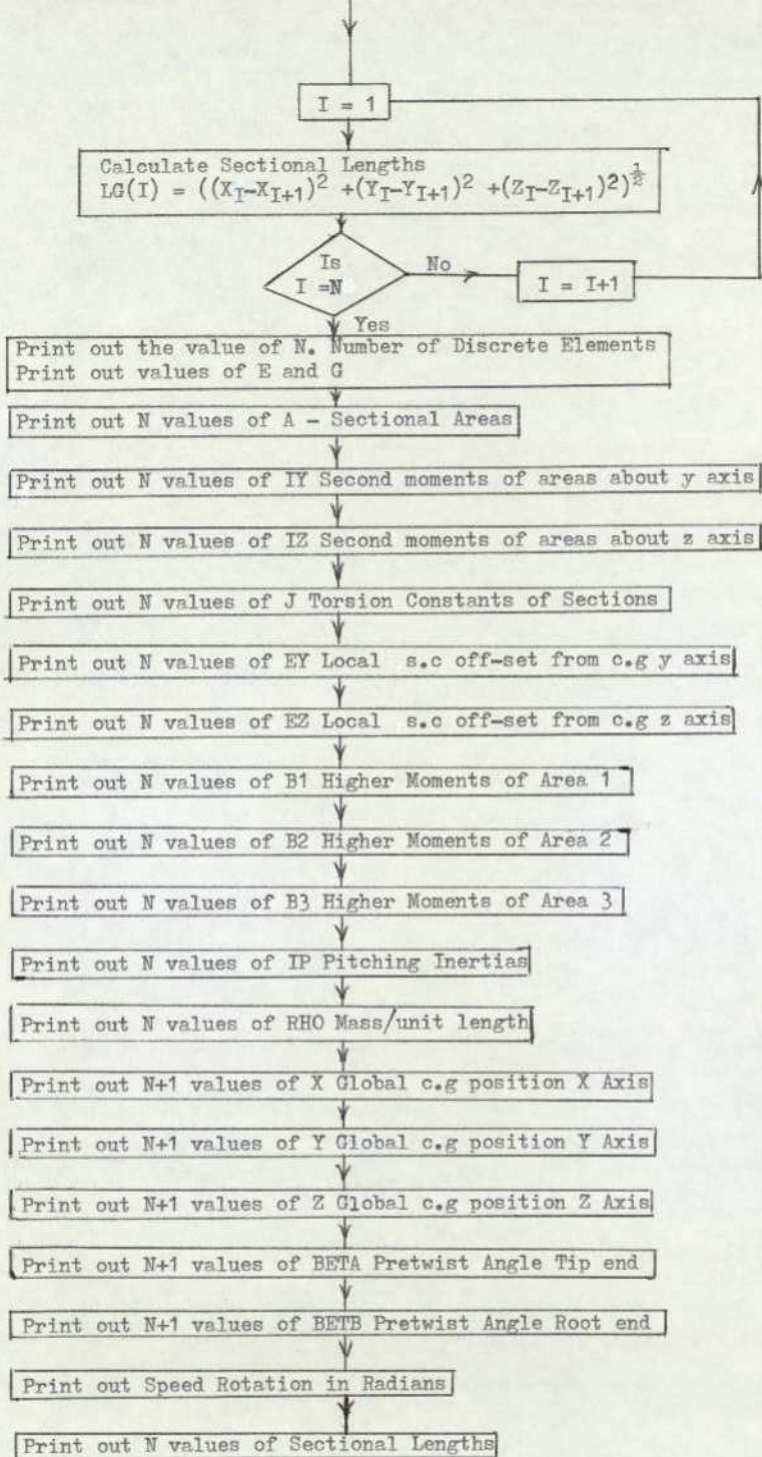 I = 1
Calculate Sectional Lengths
LG(I) = ((X_I-X_{I+1})² +(Y_I-Y_{I+1})² +(Z_I-Z_{I+1})²)^½
Is
I =N
No
I = I+1
Yes
Print out the value of N. Number of Discrete Elements
Print out values of E and G
Print out N values of A - Sectional Areas
Print out N values of IY Second moments of areas about y axis
Print out N values of IZ Second moments of areas about z axis
Print out N values of J Torsion Constants of Sections
Print out N values of EY Local s.c off-set from c.g y axis
Print out N values of EZ Local s.c off-set from c.g z axis
Print out N values of B1 Higher Moments of Area 1
Print out N values of B2 Higher Moments of Area 2
Print out N values of B3 Higher Moments of Area 3
Print out N values of IP Pitching Inertias
Print out N values of RHO Mass/unit length
Print out N+1 values of X Global c.g position X Axis
Print out N+1 values of Y Global c.g position Y Axis
Print out N+1 values of Z Global c.g position Z Axis
Print out N+1 values of BETA Pretwist Angle Tip end
Print out N+1 values of BETB Pretwist Angle Root end
Print out Speed Rotation in Radians
Print out N values of Sectional Lengths